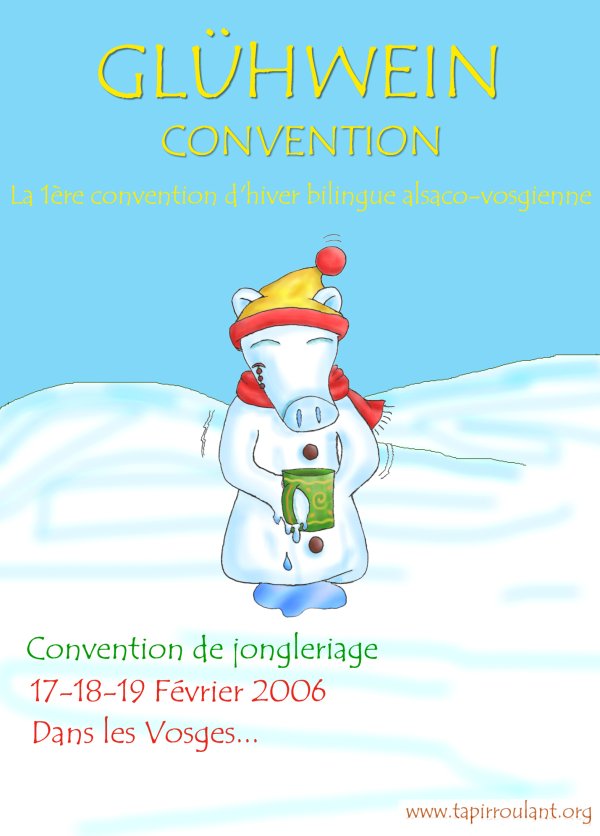 GLÜHWEIN
CONVENTION
La 1ère convention d'hiver bilingue alsaco-vosgienne
Convention de jongleriage
17-18-19 Février 2006
Dans les Vosges...
www.tapirroulant.org